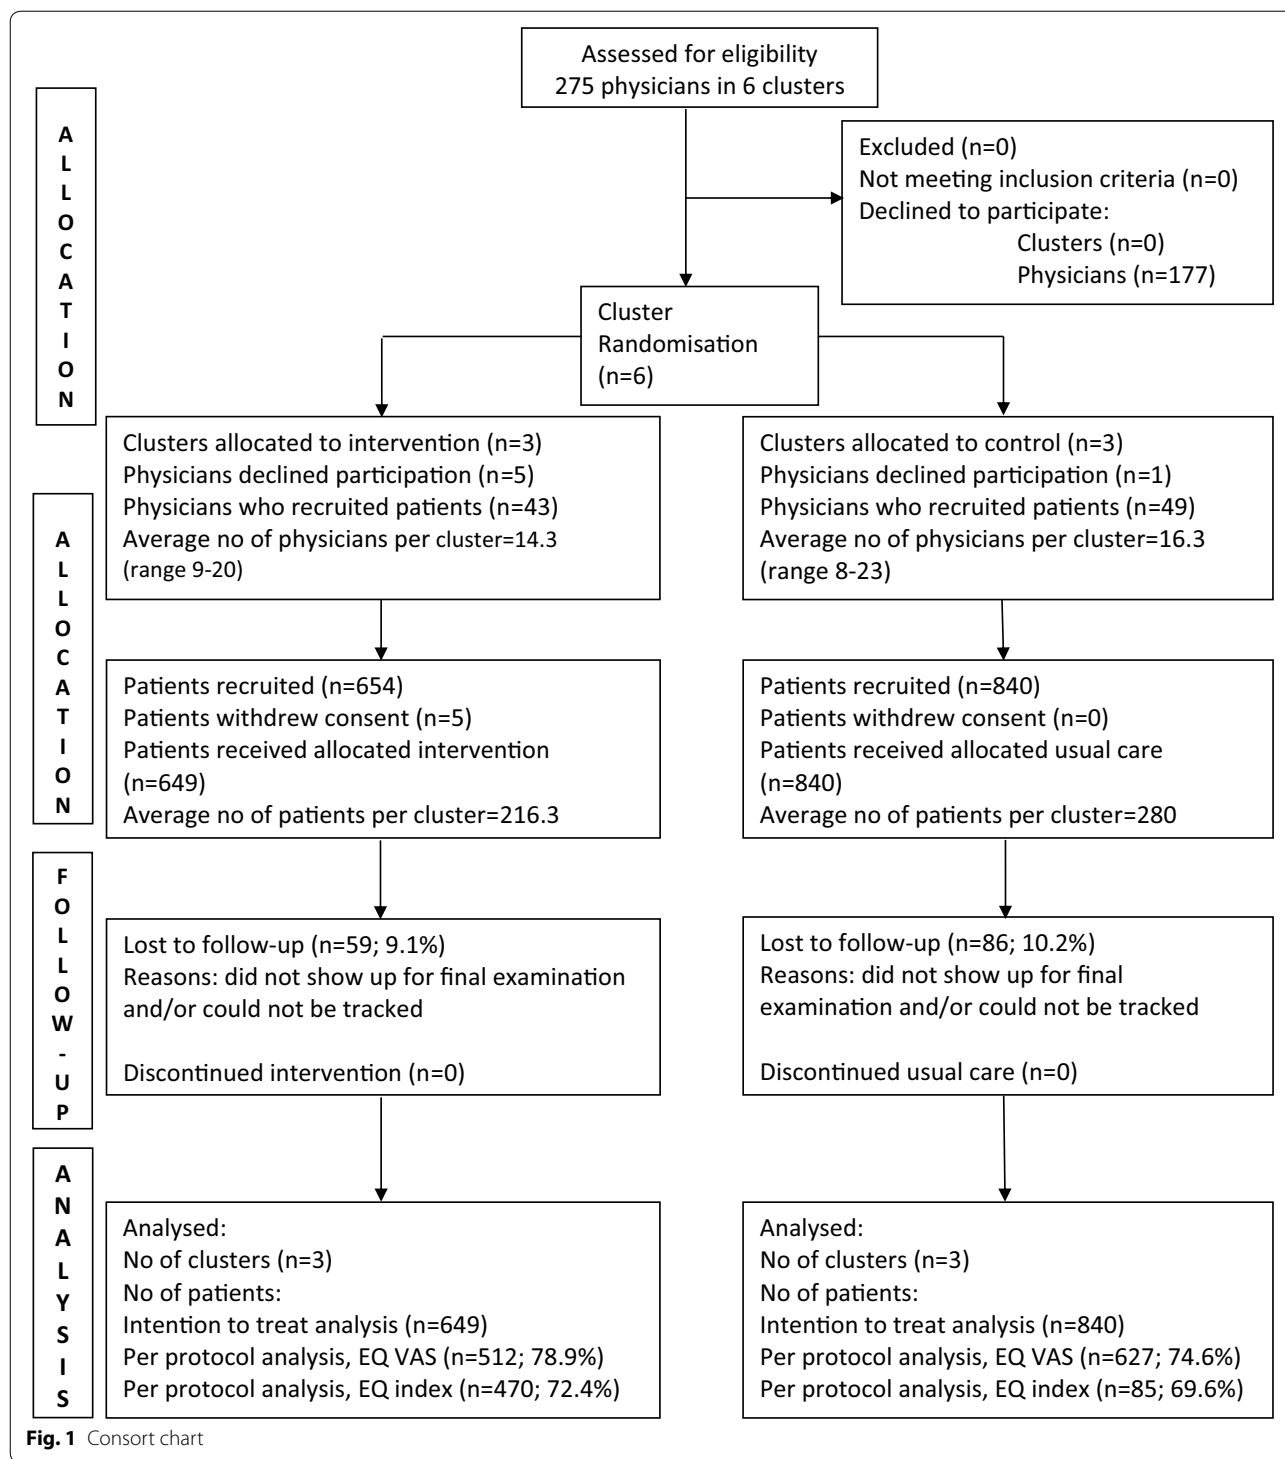 Assessed for eligibility
275 physicians in 6 clusters
ALLOCATION
Excluded (n=0)
Not meeting inclusion criteria (n=0)
Declined to participate:
Clusters (n=0)
Physicians (n=177)
Cluster
Randomisation
(n=6)
ALLOCATION
Clusters allocated to intervention (n=3)
Physicians declined participation (n=5)
Physicians who recruited patients (n=43)
Average no of physicians per cluster=14.3
(range 9-20)
Clusters allocated to control (n=3)
Physicians declined participation (n=1)
Physicians who recruited patients (n=49)
Average no of physicians per cluster=16.3
(range 8-23)
Patients recruited (n=654)
Patients withdrew consent (n=5)
Patients received allocated intervention
(n=649)
Average no of patients per cluster=216.3
Patients recruited (n=840)
Patients withdrew consent (n=0)
Patients received allocated usual care
(n=840)
Average no of patients per cluster=280
FOLLOW-UP
Lost to follow-up (n=59; 9.1%)
Reasons: did not show up for final examination
and/or could not be tracked
Discontinued intervention (n=0)
Lost to follow-up (n=86; 10.2%)
Reasons: did not show up for final
examination and/or could not be tracked
Discontinued usual care (n=0)
ANALYSIS
Analysed:
No of clusters (n=3)
No of patients:
Intention to treat analysis (n=649)
Per protocol analysis, EQ VAS (n=512; 78.9%)
Per protocol analysis, EQ index (n=470; 72.4%)
Analysed:
No of clusters (n=3)
No of patients:
Intention to treat analysis (n=840)
Per protocol analysis, EQ VAS (n=627; 74.6%)
Per protocol analysis, EQ index (n=85; 69.6%)
Fig. 1 Consort chart